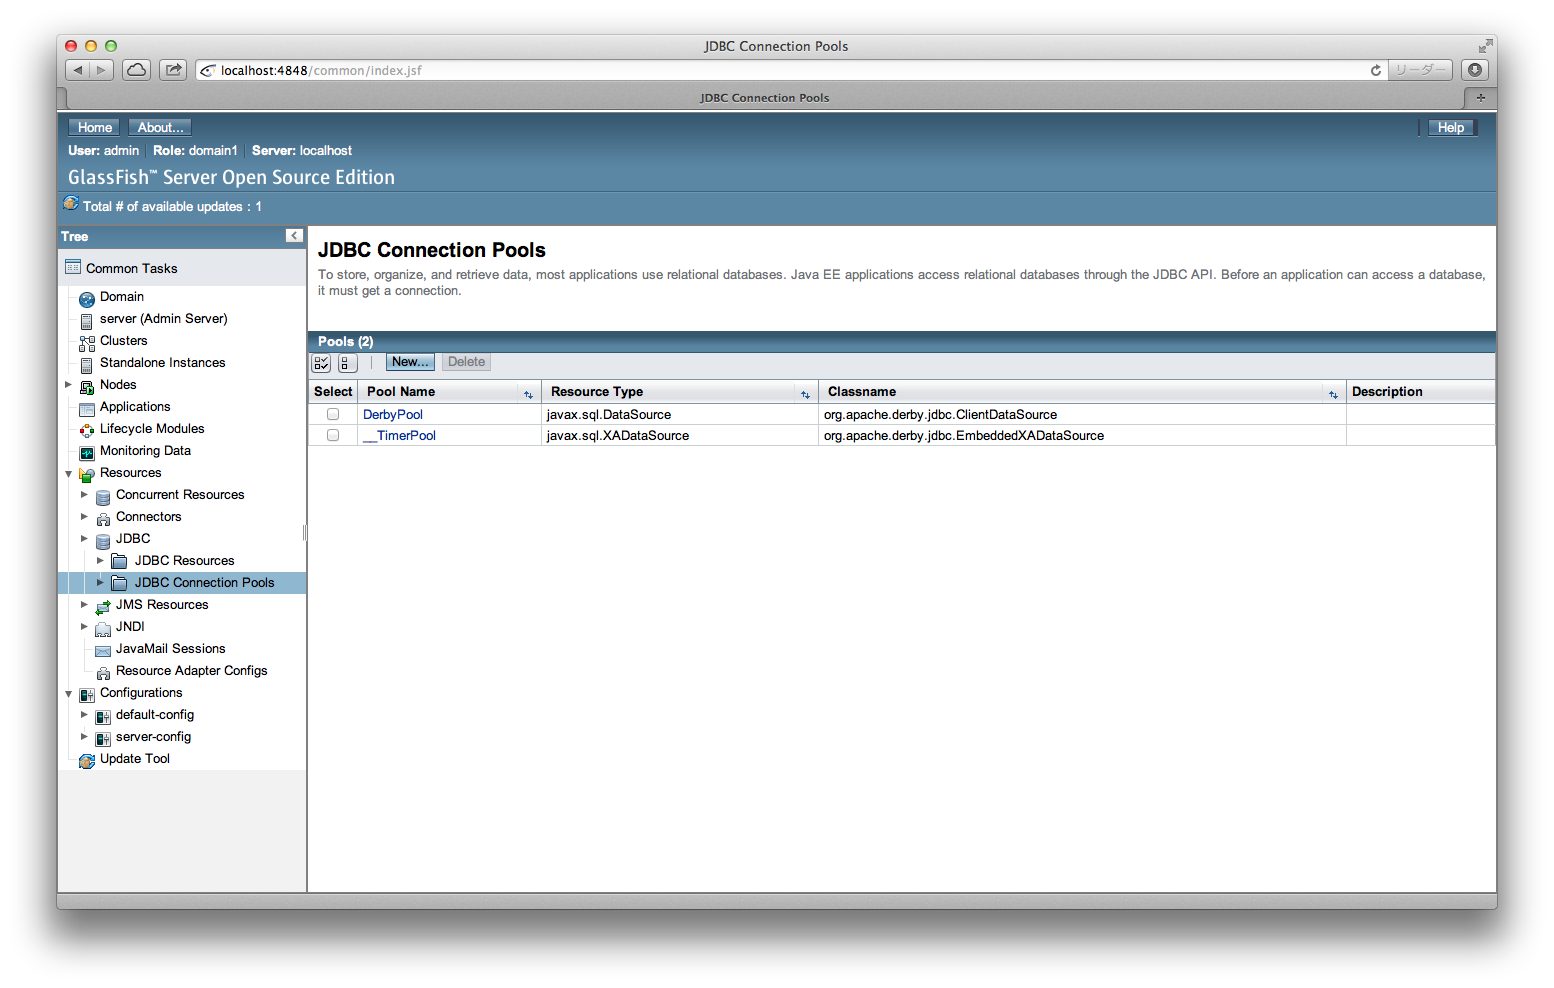 JDBC Connection Pools
localhost:4848/common/index.jsf
リーダー
JDBC Connection Pools
+
Home About... Help
User: admin Role: domain1 Server: localhost
GlassFish™ Server Open Source Edition
Total # of available updates : 1
Tree
Common Tasks
Domain
server (Admin Server)
Clusters
Standalone Instances
Nodes
Applications
Lifecycle Modules
Monitoring Data
Resources
Concurrent Resources
Connectors
JDBC
JDBC Resources
JDBC Connection Pools
JMS Resources
JNDI
JavaMail Sessions
Resource Adapter Configs
Configurations
default-config
server-config
Update Tool
JDBC Connection Pools
To store, organize, and retrieve data, most applications use relational databases. Java EE applications access relational databases through the JDBC API. Before an application can access a database,
it must get a connection.
Pools (2)
New... Delete
Select Pool Name Resource Type Classname Description
DerbyPool javax.sql.DataSource org.apache.derby.jdbc.ClientDataSource
__TimerPool javax.sql.XADataSource org.apache.derby.jdbc.EmbeddedXADataSource